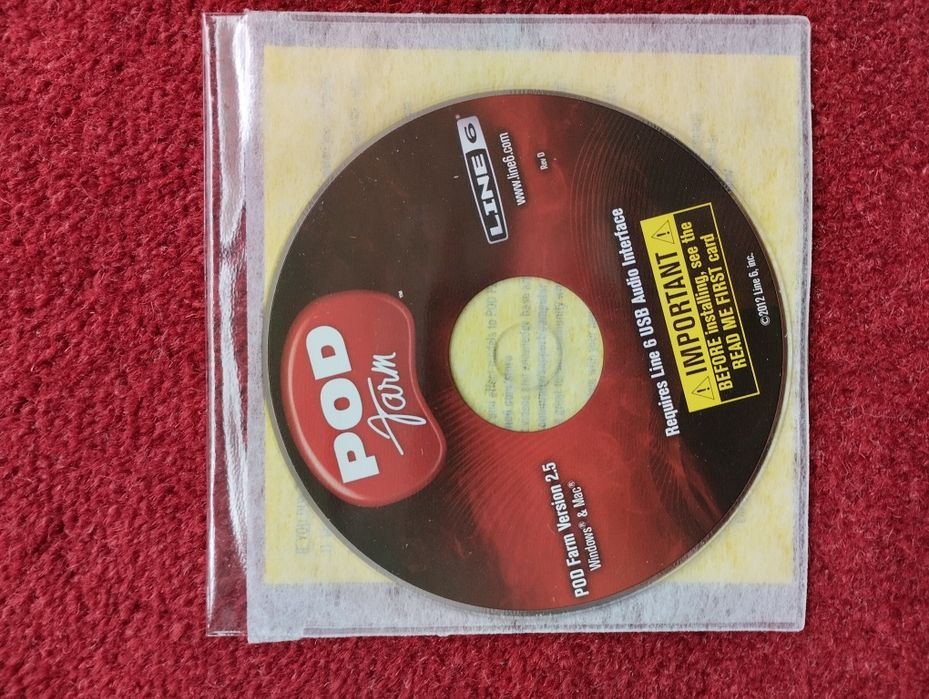 POD
Farm
™
LINE 6®
www.line6.com
Rev D
POD Farm Version 2.5
Windows® & Mac®
Requires Line 6 USB Audio Interface
⚠ IMPORTANT ⚠
BEFORE installing, see the
READ ME FIRST card
©2012 Line 6, inc.